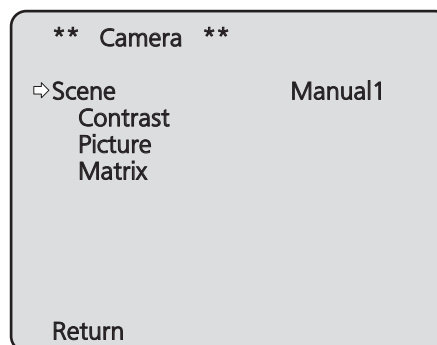 ** Camera **
⇨Scene Manual1
Contrast
Picture
Matrix
Return